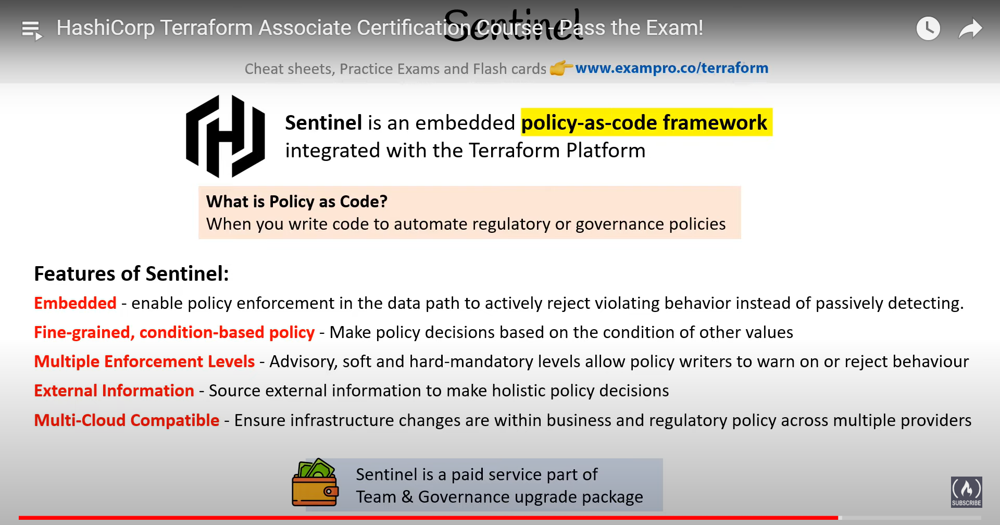 HashiCorp Terraform Associate Certification Course - Pass the Exam!
Sentinel
Cheat sheets, Practice Exams and Flash cards 👉 www.exampro.co/terraform
Sentinel is an embedded policy-as-code framework
integrated with the Terraform Platform
What is Policy as Code?
When you write code to automate regulatory or governance policies
Features of Sentinel:
Embedded - enable policy enforcement in the data path to actively reject violating behavior instead of passively detecting.
Fine-grained, condition-based policy - Make policy decisions based on the condition of other values
Multiple Enforcement Levels - Advisory, soft and hard-mandatory levels allow policy writers to warn on or reject behaviour
External Information - Source external information to make holistic policy decisions
Multi-Cloud Compatible - Ensure infrastructure changes are within business and regulatory policy across multiple providers
Sentinel is a paid service part of
Team & Governance upgrade package
SUBSCRIBE